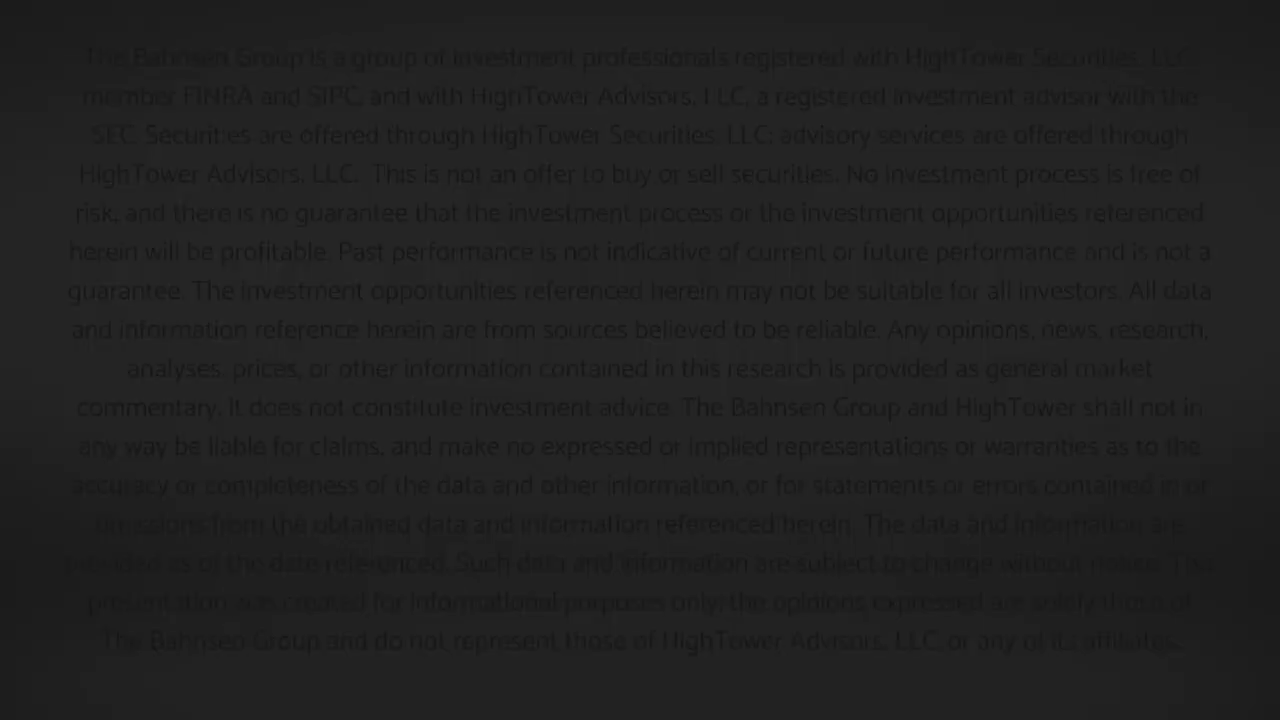 The Bahnsen Group is a group of investment professionals registered with HighTower Securities, LLC,
member FINRA and SIPC, and with HighTower Advisors, LLC, a registered investment advisor with the
SEC. Securities are offered through HighTower Securities, LLC; advisory services are offered through
HighTower Advisors, LLC. This is not an offer to buy or sell securities. No investment process is free of
risk, and there is no guarantee that the investment process or the investment opportunities referenced
herein will be profitable. Past performance is not indicative of current or future performance and is not a
guarantee. The investment opportunities referenced herein may not be suitable for all investors. All data
and information reference herein are from sources believed to be reliable. Any opinions, news, research,
analyses, prices, or other information contained in this research is provided as general market
commentary, it does not constitute investment advice. The Bahnsen Group and HighTower shall not in
any way be liable for claims, and make no expressed or implied representations or warranties as to the
accuracy or completeness of the data and other information, or for statements or errors contained in or
omissions from the obtained data and information referenced herein. The data and information are
provided as of the date referenced. Such data and information are subject to change without notice. This
presentation was created for informational purposes only; the opinions expressed are solely those of
The Bahnsen Group and do not represent those of HighTower Advisors, LLC or any of its affiliates.